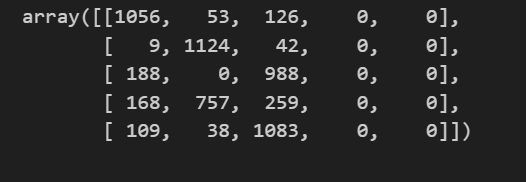 array([[1056, 53, 126, 0, 0],
[ 9, 1124, 42, 0, 0],
[ 188, 0, 988, 0, 0],
[ 168, 757, 259, 0, 0],
[ 109, 38, 1083, 0, 0]])